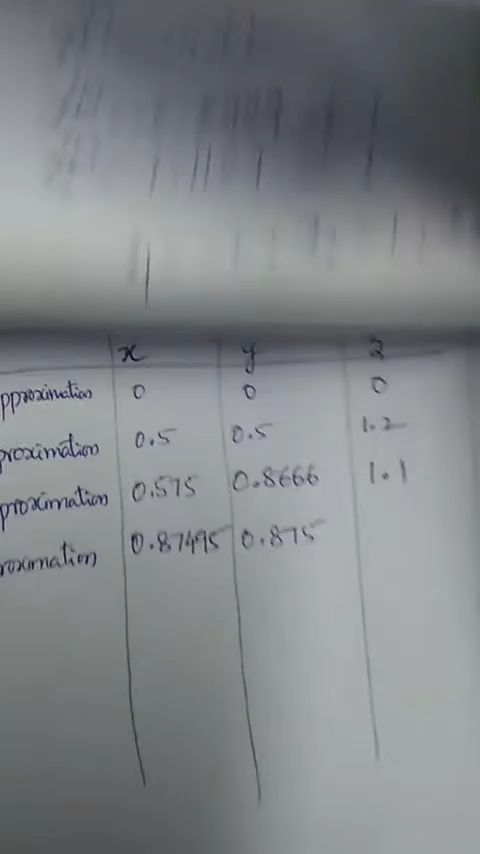 x y z
pproximation 0 0 0
proximation 0.5 0.5 1.2
proximation 0.575 0.8666 1.1
roximation 0.87495 0.875